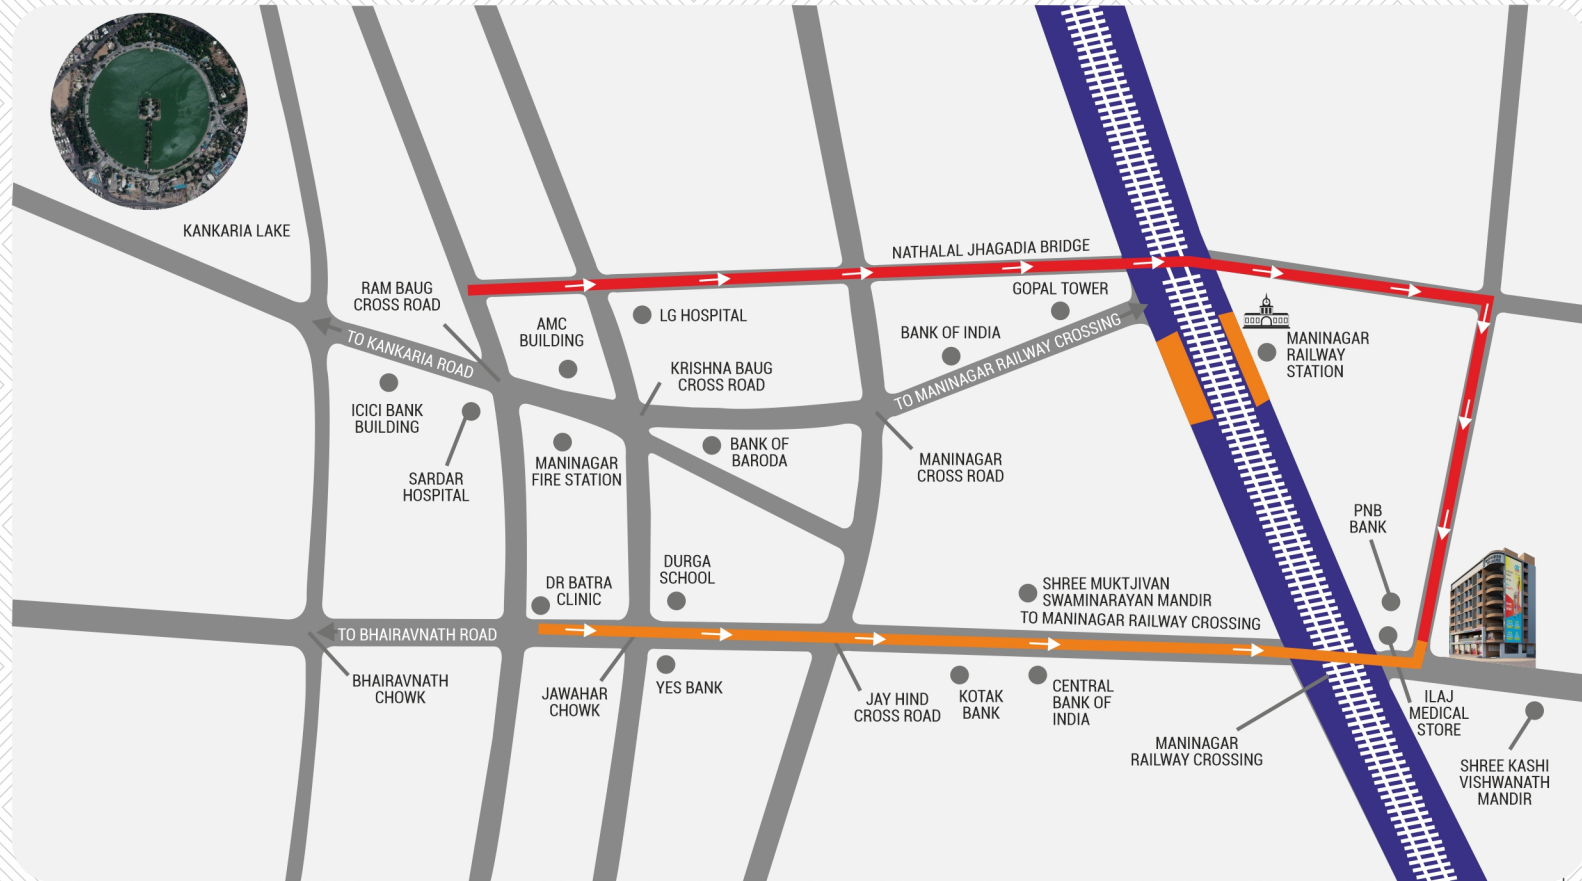 KANKARIA LAKE
NATHALAL JHAGADIA BRIDGE
RAM BAUG
CROSS ROAD
GOPAL TOWER
LG HOSPITAL
AMC
BUILDING
BANK OF INDIA
TO KANKARIA ROAD
TO MANINAGAR RAILWAY CROSSING
MANINAGAR
RAILWAY
STATION
KRISHNA BAUG
CROSS ROAD
ICICI BANK
BUILDING
BANK OF
BARODA
MANINAGAR
FIRE STATION
MANINAGAR
CROSS ROAD
SARDAR
HOSPITAL
PNB
BANK
DURGA
SCHOOL
DR BATRA
CLINIC
SHREE MUKTJIVAN
SWAMINARAYAN MANDIR
TO MANINAGAR RAILWAY CROSSING
TO BHAIRAVNATH ROAD
BHAIRAVNATH
CHOWK
JAWAHAR
CHOWK
YES BANK
JAY HIND
CROSS ROAD
KOTAK
BANK
CENTRAL
BANK OF
INDIA
ILAJ
MEDICAL
STORE
MANINAGAR
RAILWAY CROSSING
SHREE KASHI
VISHWANATH
MANDIR